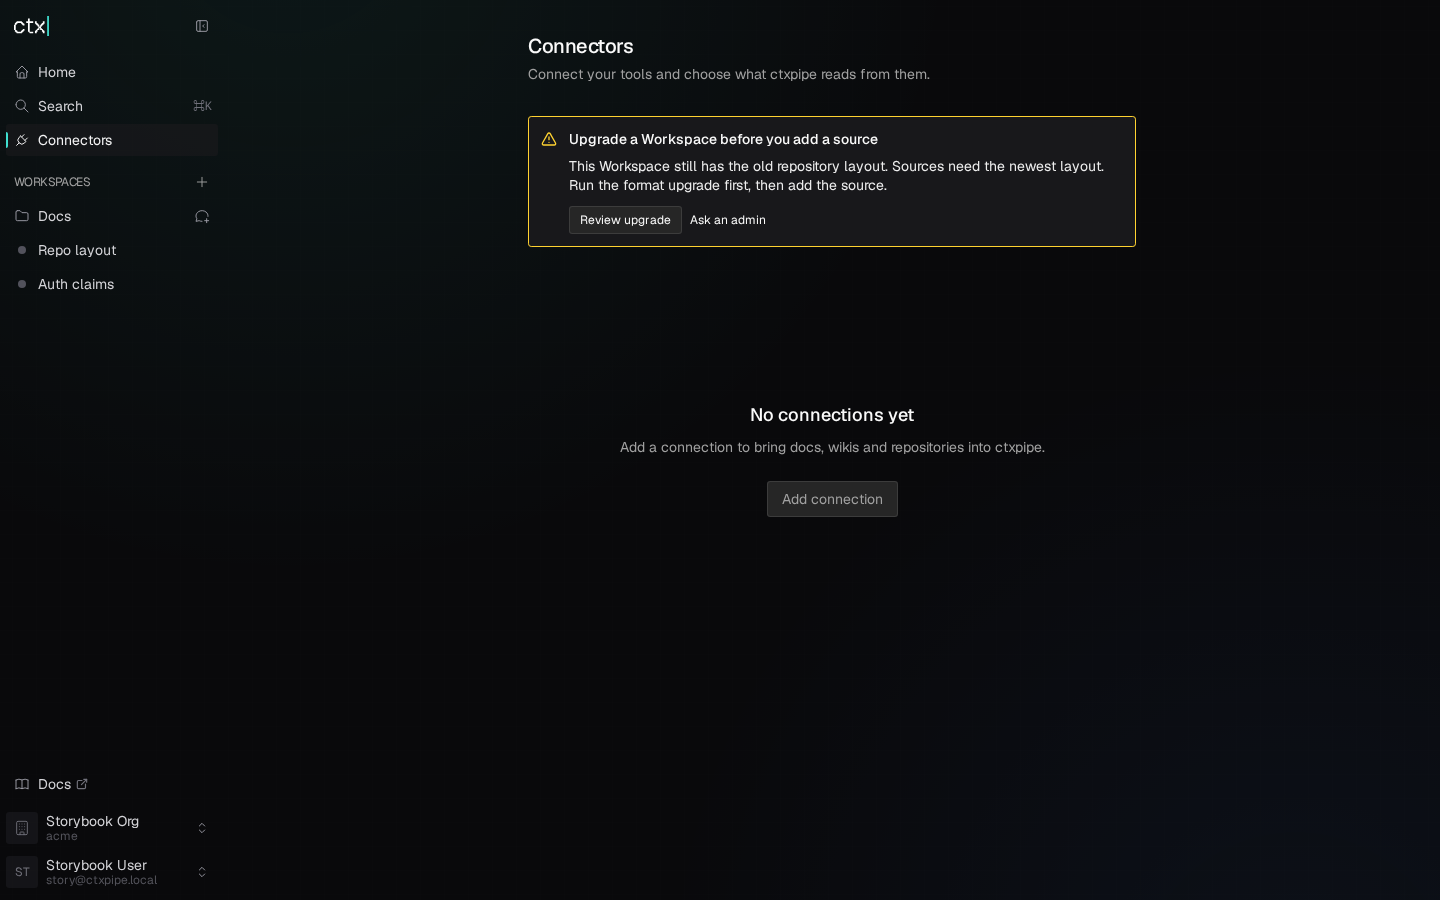 ctx
Home
Search ⌘K
Connectors
WORKSPACES
Docs
Repo layout
Auth claims
Docs
Storybook Org
acme
ST
Storybook User
story@ctxpipe.local
Connectors
Connect your tools and choose what ctxpipe reads from them.
Upgrade a Workspace before you add a source
This Workspace still has the old repository layout. Sources need the newest layout.
Run the format upgrade first, then add the source.
Review upgrade Ask an admin
No connections yet
Add a connection to bring docs, wikis and repositories into ctxpipe.
Add connection